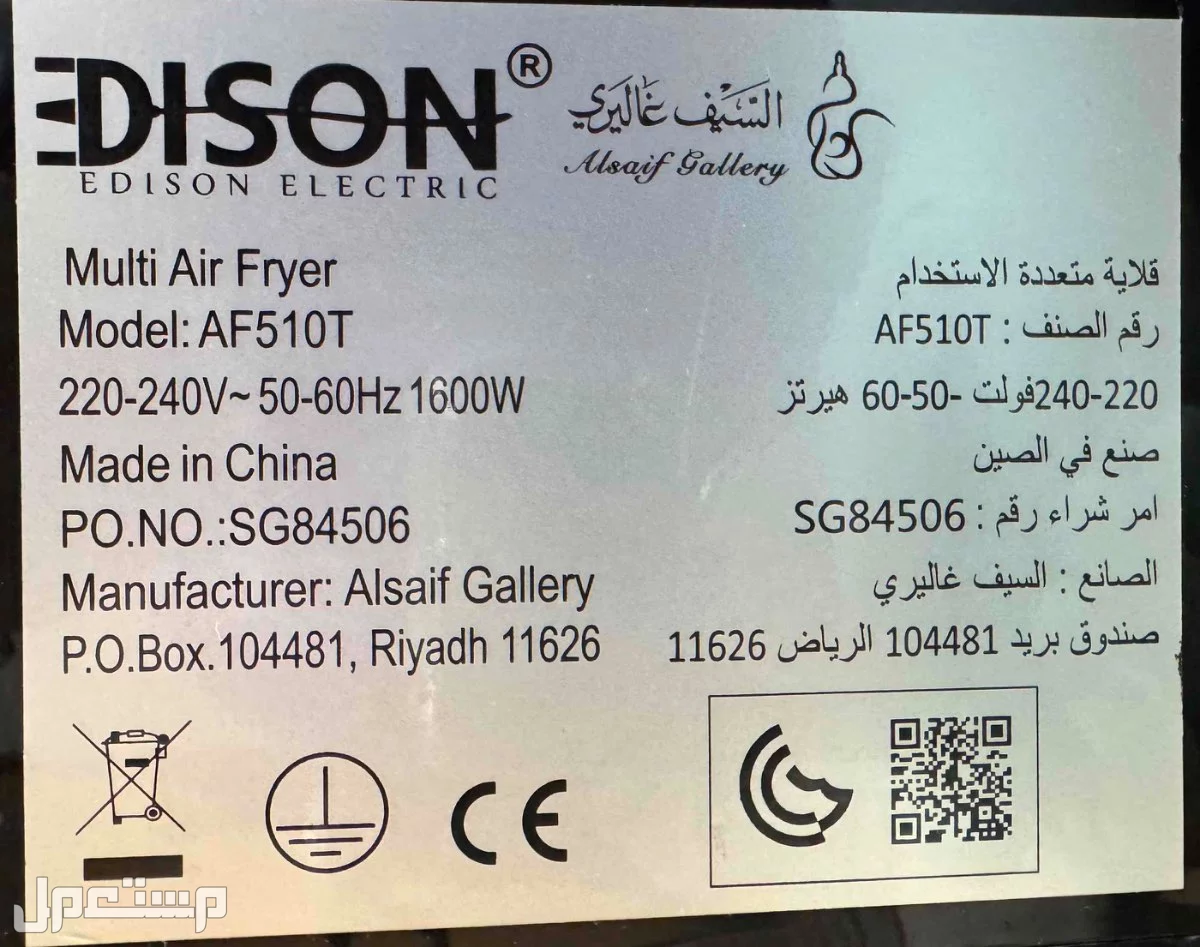 EDISON®
EDISON ELECTRIC
السَّيْف غَاليري
Alsaif Gallery
Multi Air Fryer
Model: AF510T
220-240V~ 50-60Hz 1600W
Made in China
PO.NO.:SG84506
Manufacturer: Alsaif Gallery
P.O.Box.104481, Riyadh 11626
قلاية متعددة الاستخدام
رقم الصنف : AF510T
220-240فولت -50-60 هيرتز
صنع في الصين
امر شراء رقم : SG84506
الصانع : السيف غاليري
صندوق بريد 104481 الرياض 11626
CE
مستعمل